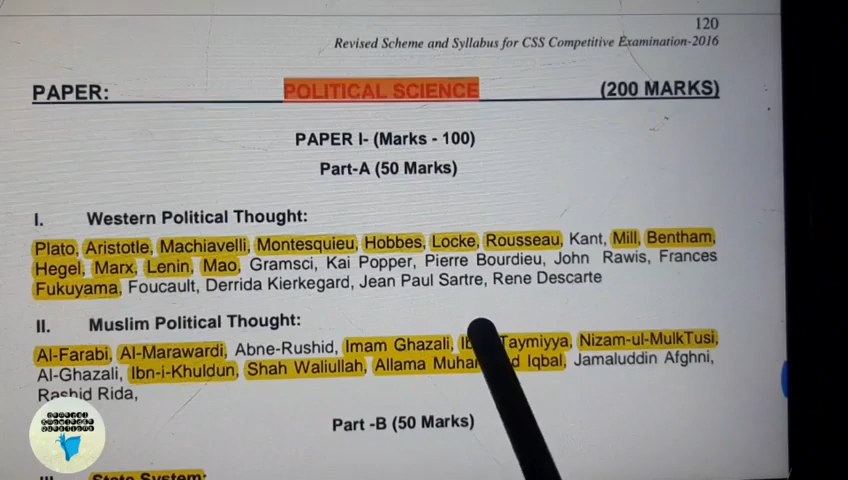 120
Revised Scheme and Syllabus for CSS Competitive Examination-2016
PAPER: POLITICAL SCIENCE (200 MARKS)
PAPER I- (Marks - 100)
Part-A (50 Marks)
I. Western Political Thought:
Plato, Aristotle, Machiavelli, Montesquieu, Hobbes, Locke, Rousseau, Kant, Mill, Bentham,
Hegel, Marx, Lenin, Mao, Gramsci, Kai Popper, Pierre Bourdieu, John Rawis, Frances
Fukuyama, Foucault, Derrida Kierkegard, Jean Paul Sartre, Rene Descarte
II. Muslim Political Thought:
Al-Farabi, Al-Marawardi, Abne-Rushid, Imam Ghazali, Taymiyya, Nizam-ul-MulkTusi,
Al-Ghazali, Ibn-i-Khuldun, Shah Waliullah, Allama Iqbal, Jamaluddin Afghni,
Rashid Rida,
Part -B (50 Marks)
State System: